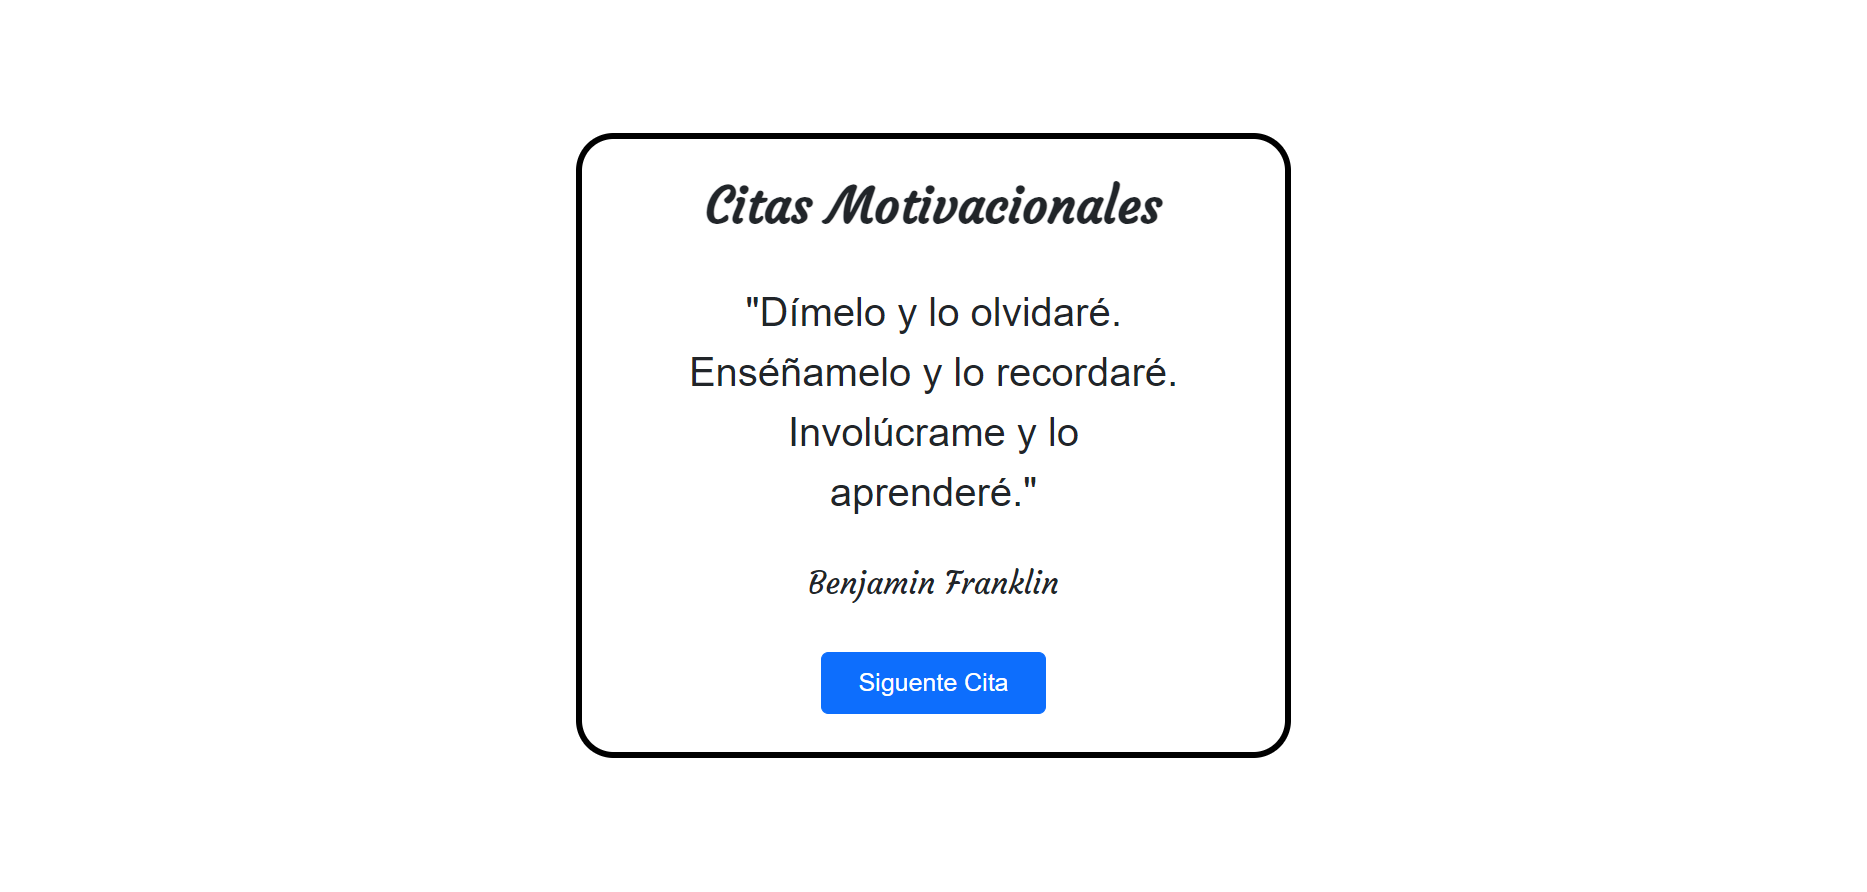 Citas Motivacionales
"Dímelo y lo olvidaré.
Enséñamelo y lo recordaré.
Involúcrame y lo
aprenderé."
Benjamin Franklin
Siguente Cita